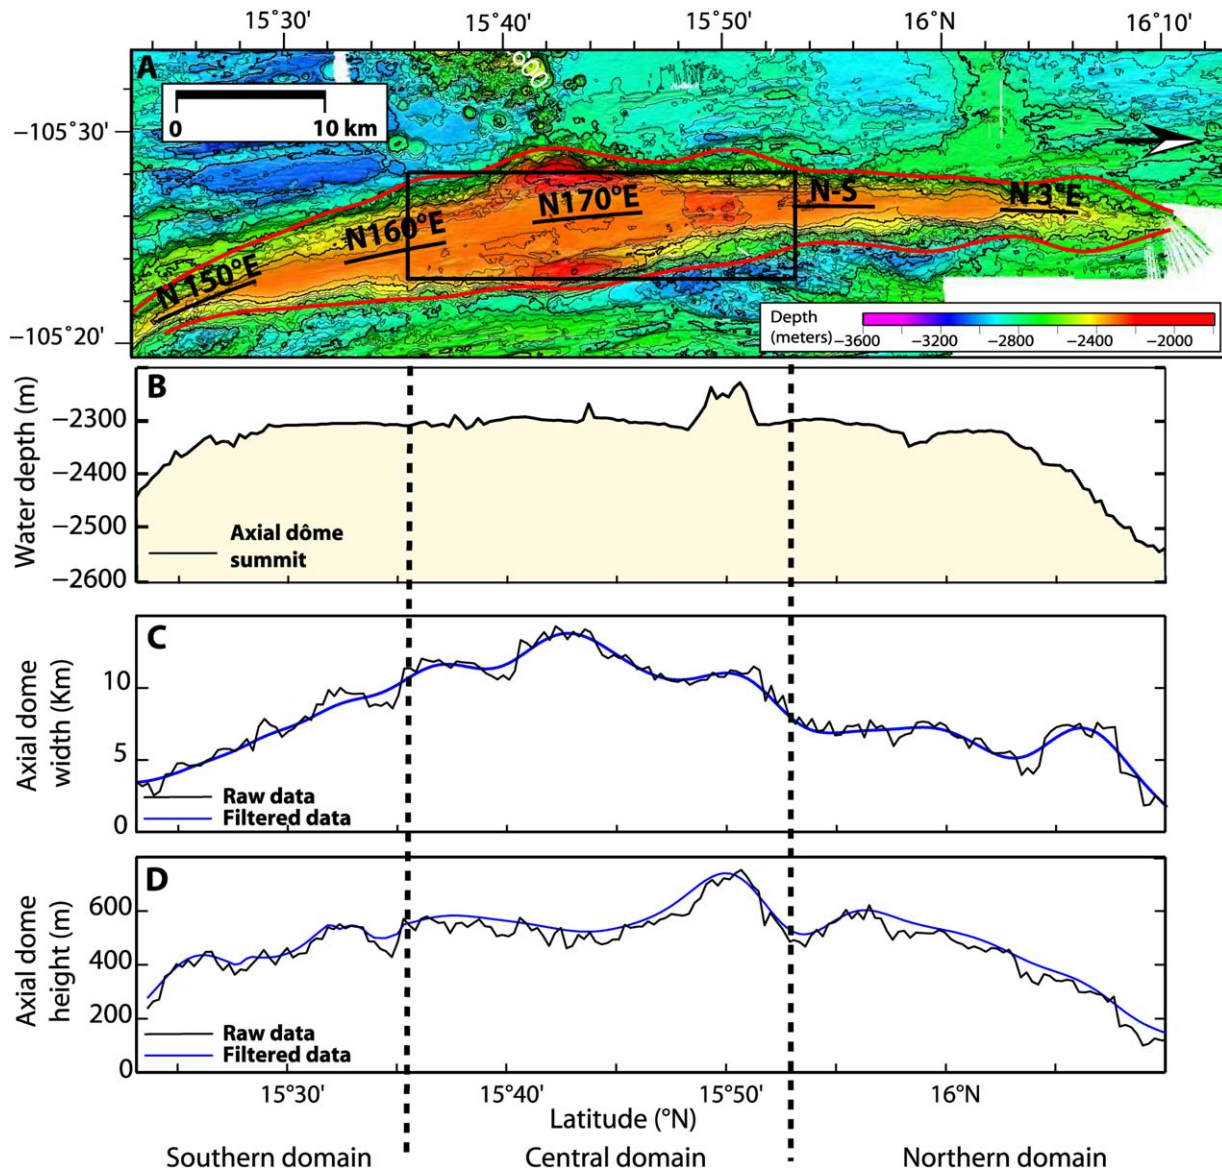 15˚30' 15˚40' 15˚50' 16˚N 16˚10'
A
600
0 10 km
−105˚30'
N 150°E
N160°E
N170°E
N-S
N 3°E
−105˚20'
Depth
(meters)
−3600 −3200 −2800 −2400 −2000
B
Water depth (m)
−2300
−2400
−2500
−2600
Axial dôme
summit
C
Axial dome
width (Km)
10
5
0
Raw data
Filtered data
D
Axial dome
height (m)
600
400
200
0
Raw data
Filtered data
15°30' 15°40' 15°50' 16°N
Latitude (°N)
Southern domain Central domain Northern domain